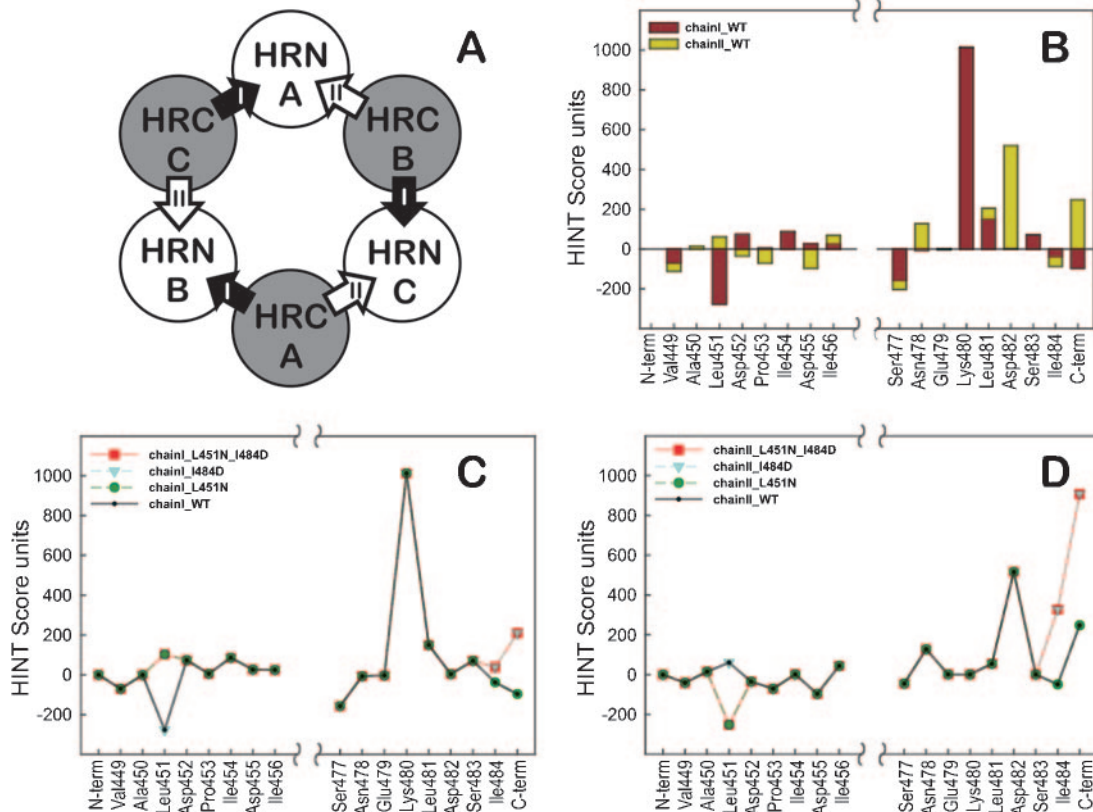 A
HRN
A
HRC
C
HRC
B
I
II
II
I
HRN
B
HRN
C
I
II
HRC
A
B
chainI_WT
chainII_WT
HINT Score units
1000
800
600
400
200
0
-200
N-term
Val449
Ala450
Leu451
Asp452
Pro453
Ile454
Asp455
Ile456
Ser477
Asn478
Glu479
Lys480
Leu481
Asp482
Ser483
Ile484
C-term
C
chainI_L451N_I484D
chainI_I484D
chainI_L451N
chainI_WT
HINT Score units
1000
800
600
400
200
0
-200
N-term
Val449
Ala450
Leu451
Asp452
Pro453
Ile454
Asp455
Ile456
Ser477
Asn478
Glu479
Lys480
Leu481
Asp482
Ser483
Ile484
C-term
D
chainII_L451N_I484D
chainII_I484D
chainII_L451N
chainII_WT
HINT Score units
1000
800
600
400
200
0
-200
N-term
Val449
Ala450
Leu451
Asp452
Pro453
Ile454
Asp455
Ile456
Ser477
Asn478
Glu479
Lys480
Leu481
Asp482
Ser483
Ile484
C-term